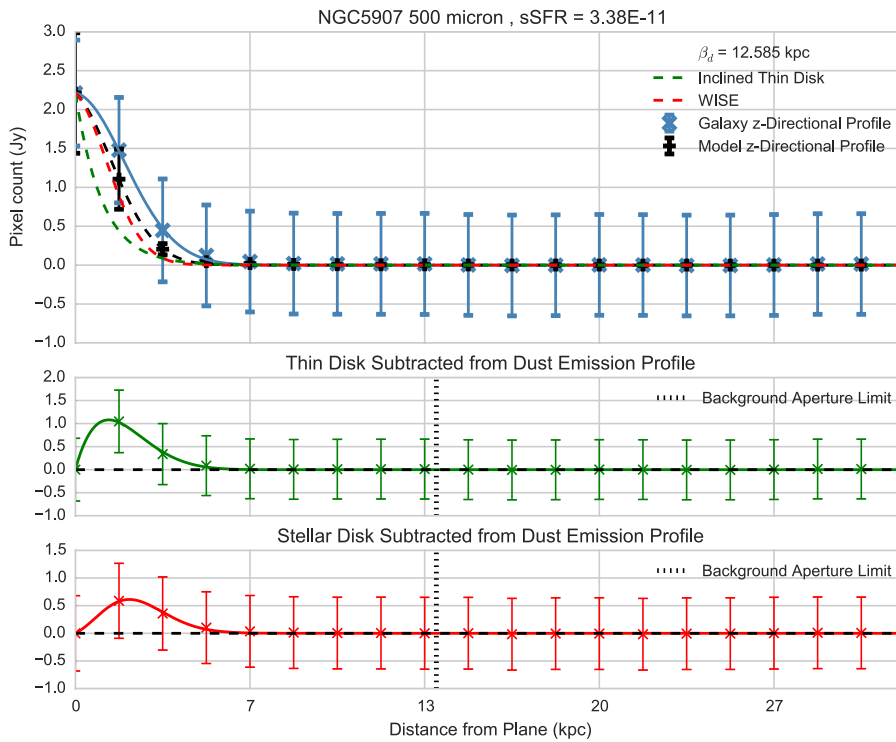 NGC5907 500 micron , sSFR = 3.38E-11
3.0
2.5
2.0
1.5
1.0
0.5
0.0
−0.5
−1.0
Pixel count (Jy)
β_d = 12.585 kpc
Inclined Thin Disk
WISE
Galaxy z-Directional Profile
Model z-Directional Profile
Thin Disk Subtracted from Dust Emission Profile
2.0
1.5
1.0
0.5
0.0
−0.5
−1.0
Background Aperture Limit
Stellar Disk Subtracted from Dust Emission Profile
1.5
1.0
0.5
0.0
−0.5
−1.0
Background Aperture Limit
0 7 13 20 27
Distance from Plane (kpc)